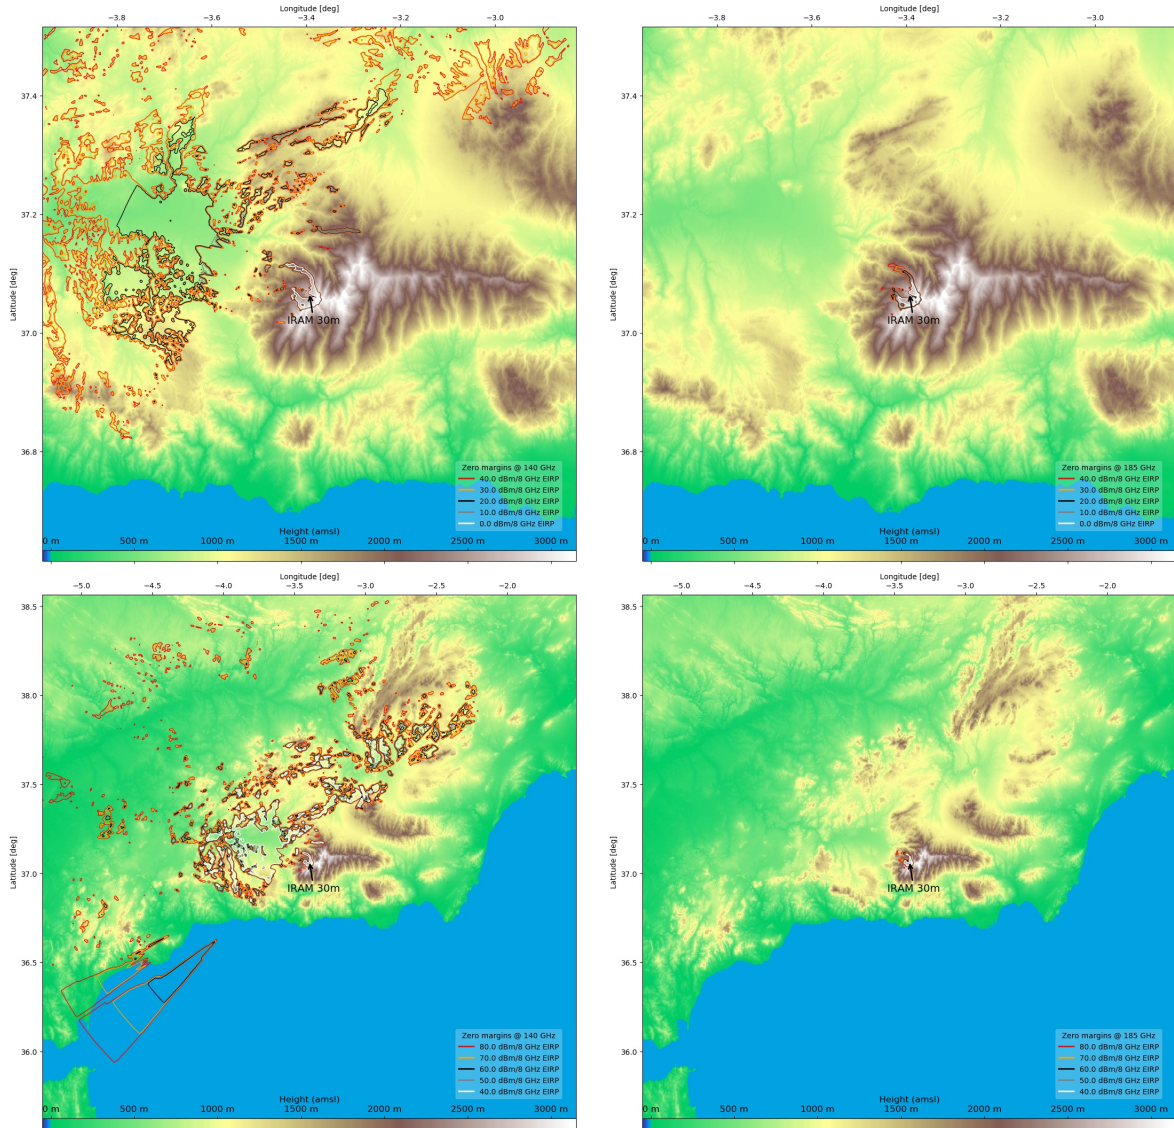 Longitude [deg]
−3.8 −3.6 −3.4 −3.2 −3.0
Latitude [deg]
37.4
37.2
37.0
36.8
IRAM 30m
Zero margins @ 140 GHz
40.0 dBm/8 GHz EIRP
30.0 dBm/8 GHz EIRP
20.0 dBm/8 GHz EIRP
10.0 dBm/8 GHz EIRP
0.0 dBm/8 GHz EIRP
Height (amsl)
0 m 500 m 1000 m 1500 m 2000 m 2500 m 3000 m
Longitude [deg]
−3.8 −3.6 −3.4 −3.2 −3.0
Latitude [deg]
37.4
37.2
37.0
36.8
IRAM 30m
Zero margins @ 185 GHz
40.0 dBm/8 GHz EIRP
30.0 dBm/8 GHz EIRP
20.0 dBm/8 GHz EIRP
10.0 dBm/8 GHz EIRP
0.0 dBm/8 GHz EIRP
Height (amsl)
0 m 500 m 1000 m 1500 m 2000 m 2500 m 3000 m
Longitude [deg]
−5.0 −4.5 −4.0 −3.5 −3.0 −2.5 −2.0
Latitude [deg]
38.5
38.0
37.5
37.0
36.5
36.0
IRAM 30m
Zero margins @ 140 GHz
80.0 dBm/8 GHz EIRP
70.0 dBm/8 GHz EIRP
60.0 dBm/8 GHz EIRP
50.0 dBm/8 GHz EIRP
40.0 dBm/8 GHz EIRP
Height (amsl)
0 m 500 m 1000 m 1500 m 2000 m 2500 m 3000 m
Longitude [deg]
−5.0 −4.5 −4.0 −3.5 −3.0 −2.5 −2.0
Latitude [deg]
38.5
38.0
37.5
37.0
36.5
36.0
IRAM 30m
Zero margins @ 185 GHz
80.0 dBm/8 GHz EIRP
70.0 dBm/8 GHz EIRP
60.0 dBm/8 GHz EIRP
50.0 dBm/8 GHz EIRP
40.0 dBm/8 GHz EIRP
Height (amsl)
0 m 500 m 1000 m 1500 m 2000 m 2500 m 3000 m